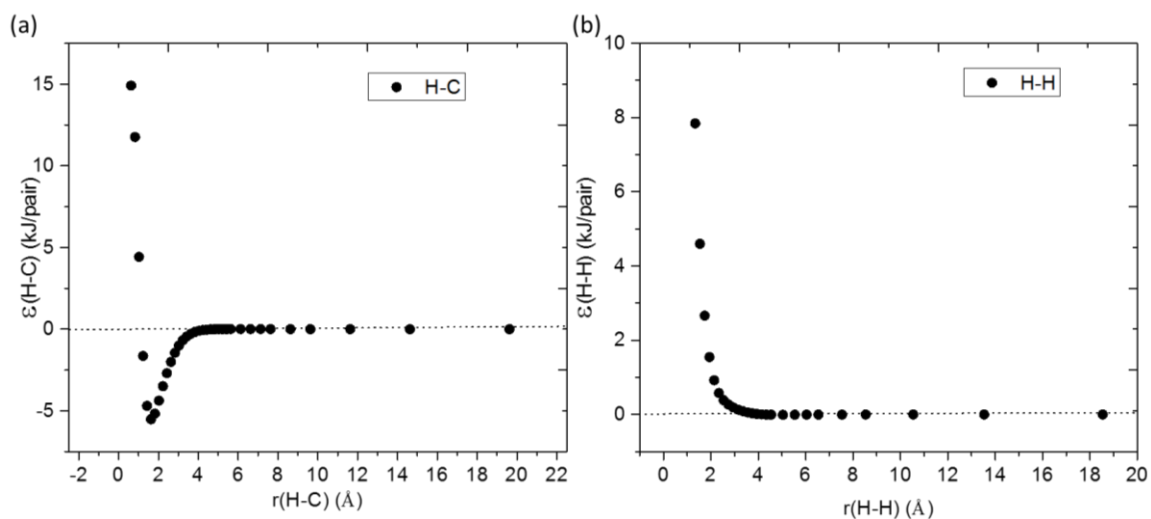 (a)
H-C
15
10
5
0
-5
ε(H-C) (kJ/pair)
-2 0 2 4 6 8 10 12 14 16 18 20 22
r(H-C) (Å)
(b)
H-H
10
8
6
4
2
0
ε(H-H) (kJ/pair)
0 2 4 6 8 10 12 14 16 18 20
r(H-H) (Å)